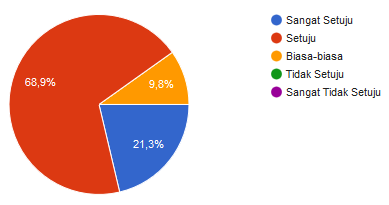 68,9%
9,8%
21,3%
Sangat Setuju
Setuju
Biasa-biasa
Tidak Setuju
Sangat Tidak Setuju